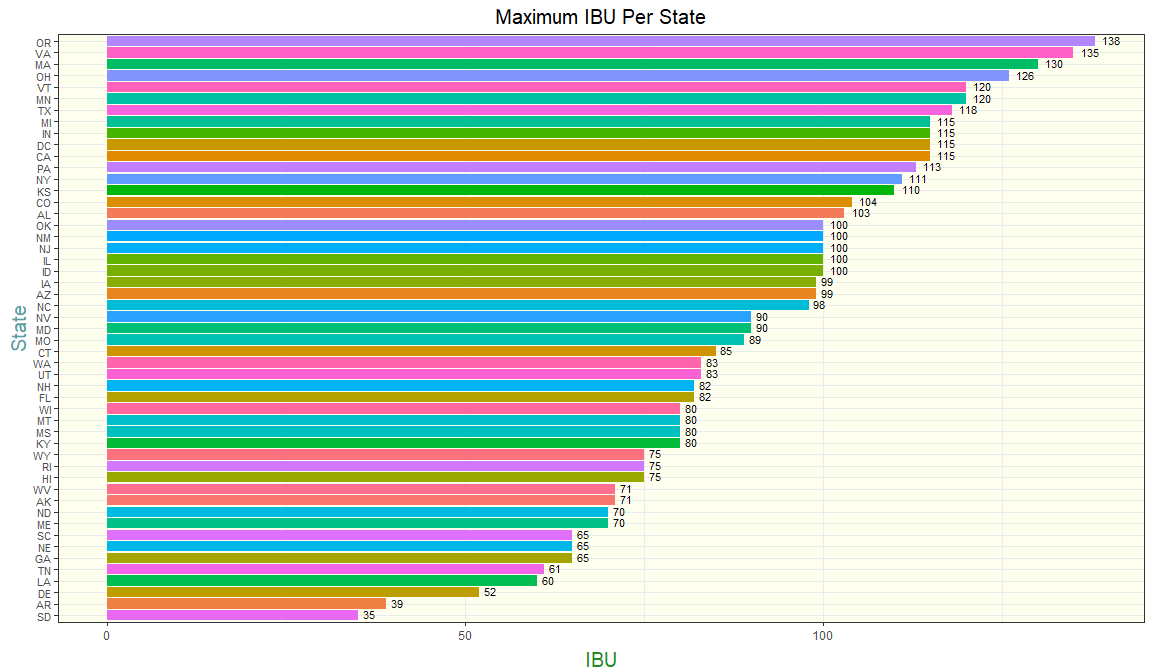 Maximum IBU Per State
OR 138
VA 135
MA 130
OH 126
VT 120
MN 120
TX 118
MI 115
IN 115
DC 115
CA 115
PA 113
NY 111
KS 110
CO 104
AL 103
OK 100
NM 100
NJ 100
IL 100
ID 100
IA 99
AZ 99
NC 98
NV 90
MD 90
MO 89
CT 85
WA 83
UT 83
NH 82
FL 82
WI 80
MT 80
MS 80
KY 80
WY 75
RI 75
HI 75
WV 71
AK 71
ND 70
ME 70
SC 65
NE 65
GA 65
TN 61
LA 60
DE 52
AR 39
SD 35
State
0 50 100
IBU